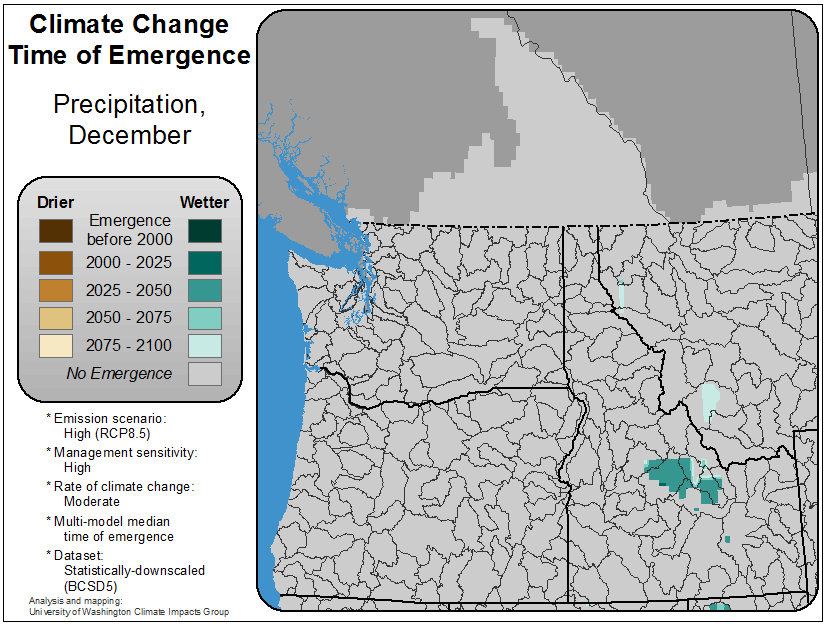 Climate Change
Time of Emergence
Precipitation,
December
Drier Wetter
Emergence
before 2000
2000 - 2025
2025 - 2050
2050 - 2075
2075 - 2100
No Emergence
* Emission scenario:
High (RCP8.5)
* Management sensitivity:
High
* Rate of climate change:
Moderate
* Multi-model median
time of emergence
* Dataset:
Statistically-downscaled
(BCSD5)
Analysis and mapping:
University of Washington Climate Impacts Group